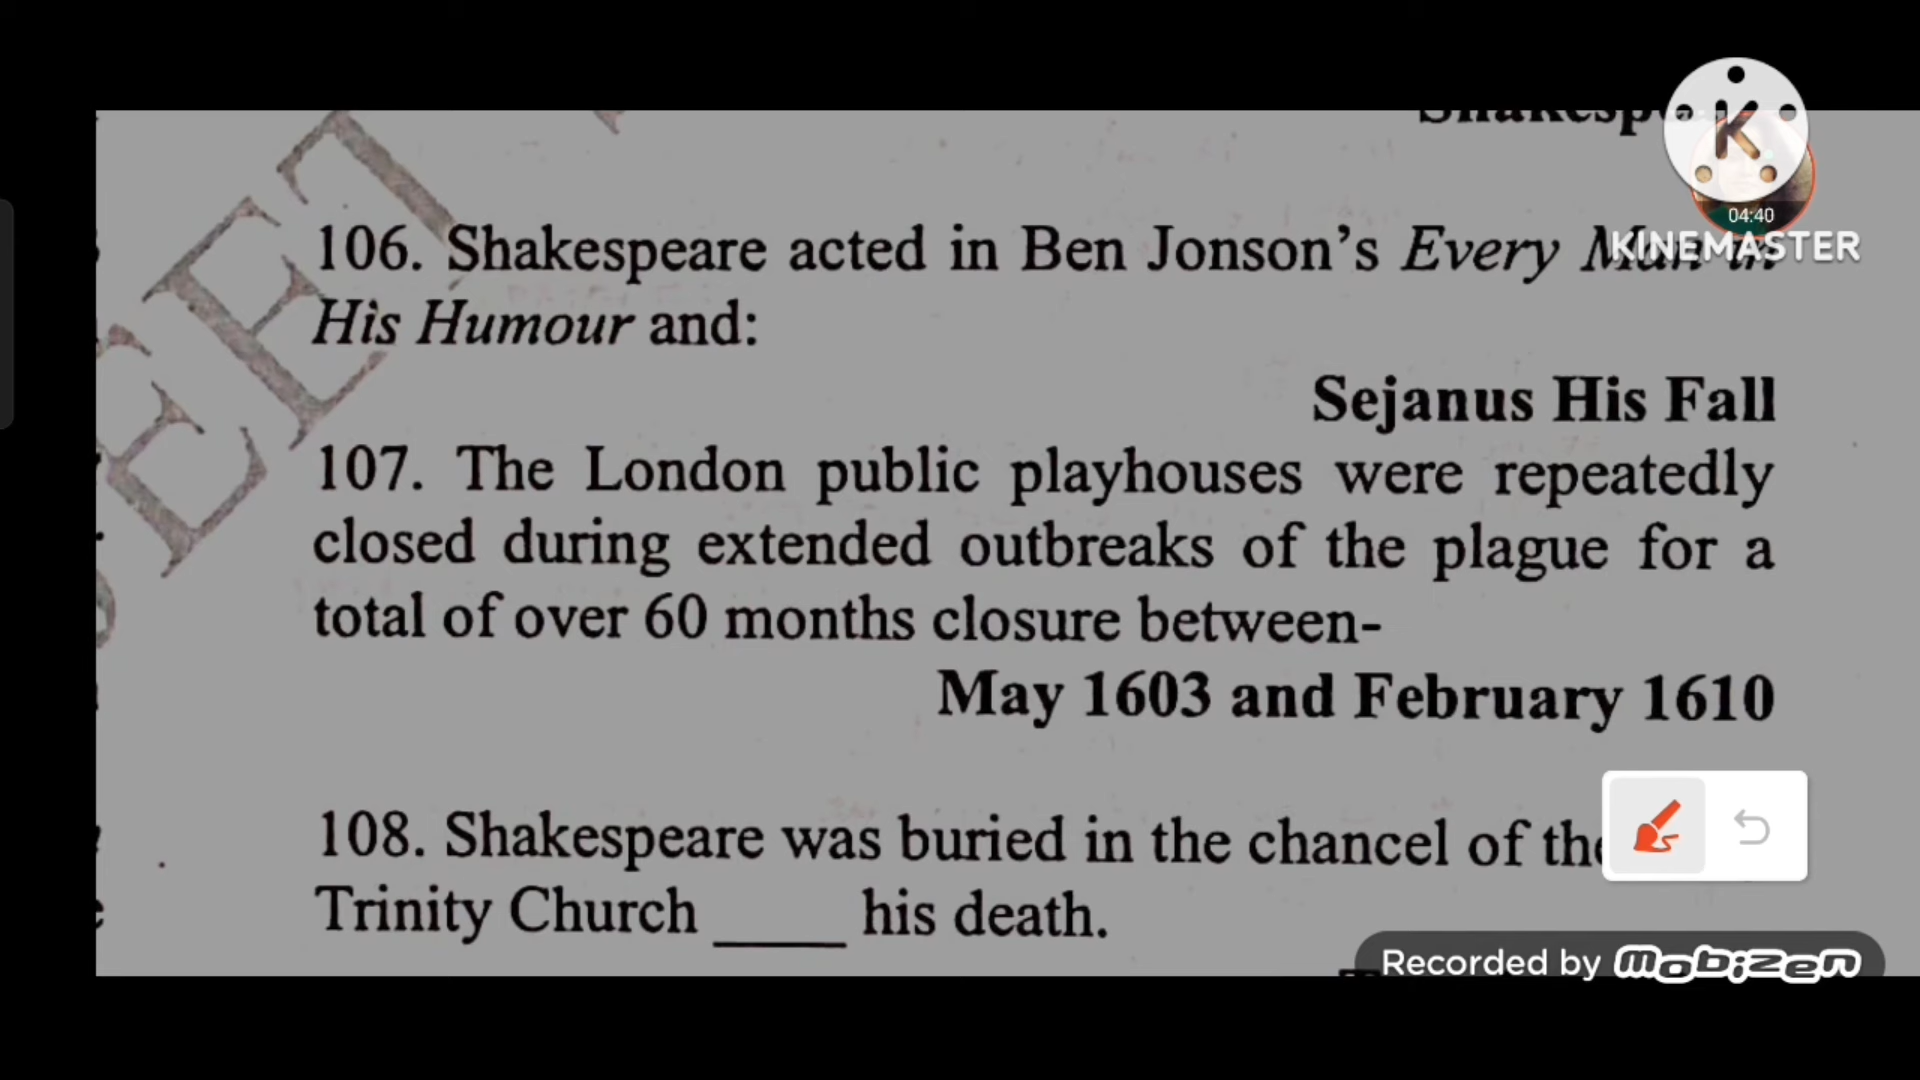 04:40
KINEMASTER
106. Shakespeare acted in Ben Jonson's Every Man in
His Humour and:
Sejanus His Fall
107. The London public playhouses were repeatedly
closed during extended outbreaks of the plague for a
total of over 60 months closure between-
May 1603 and February 1610
108. Shakespeare was buried in the chancel of the
Trinity Church ____ his death.
Recorded by mobizen